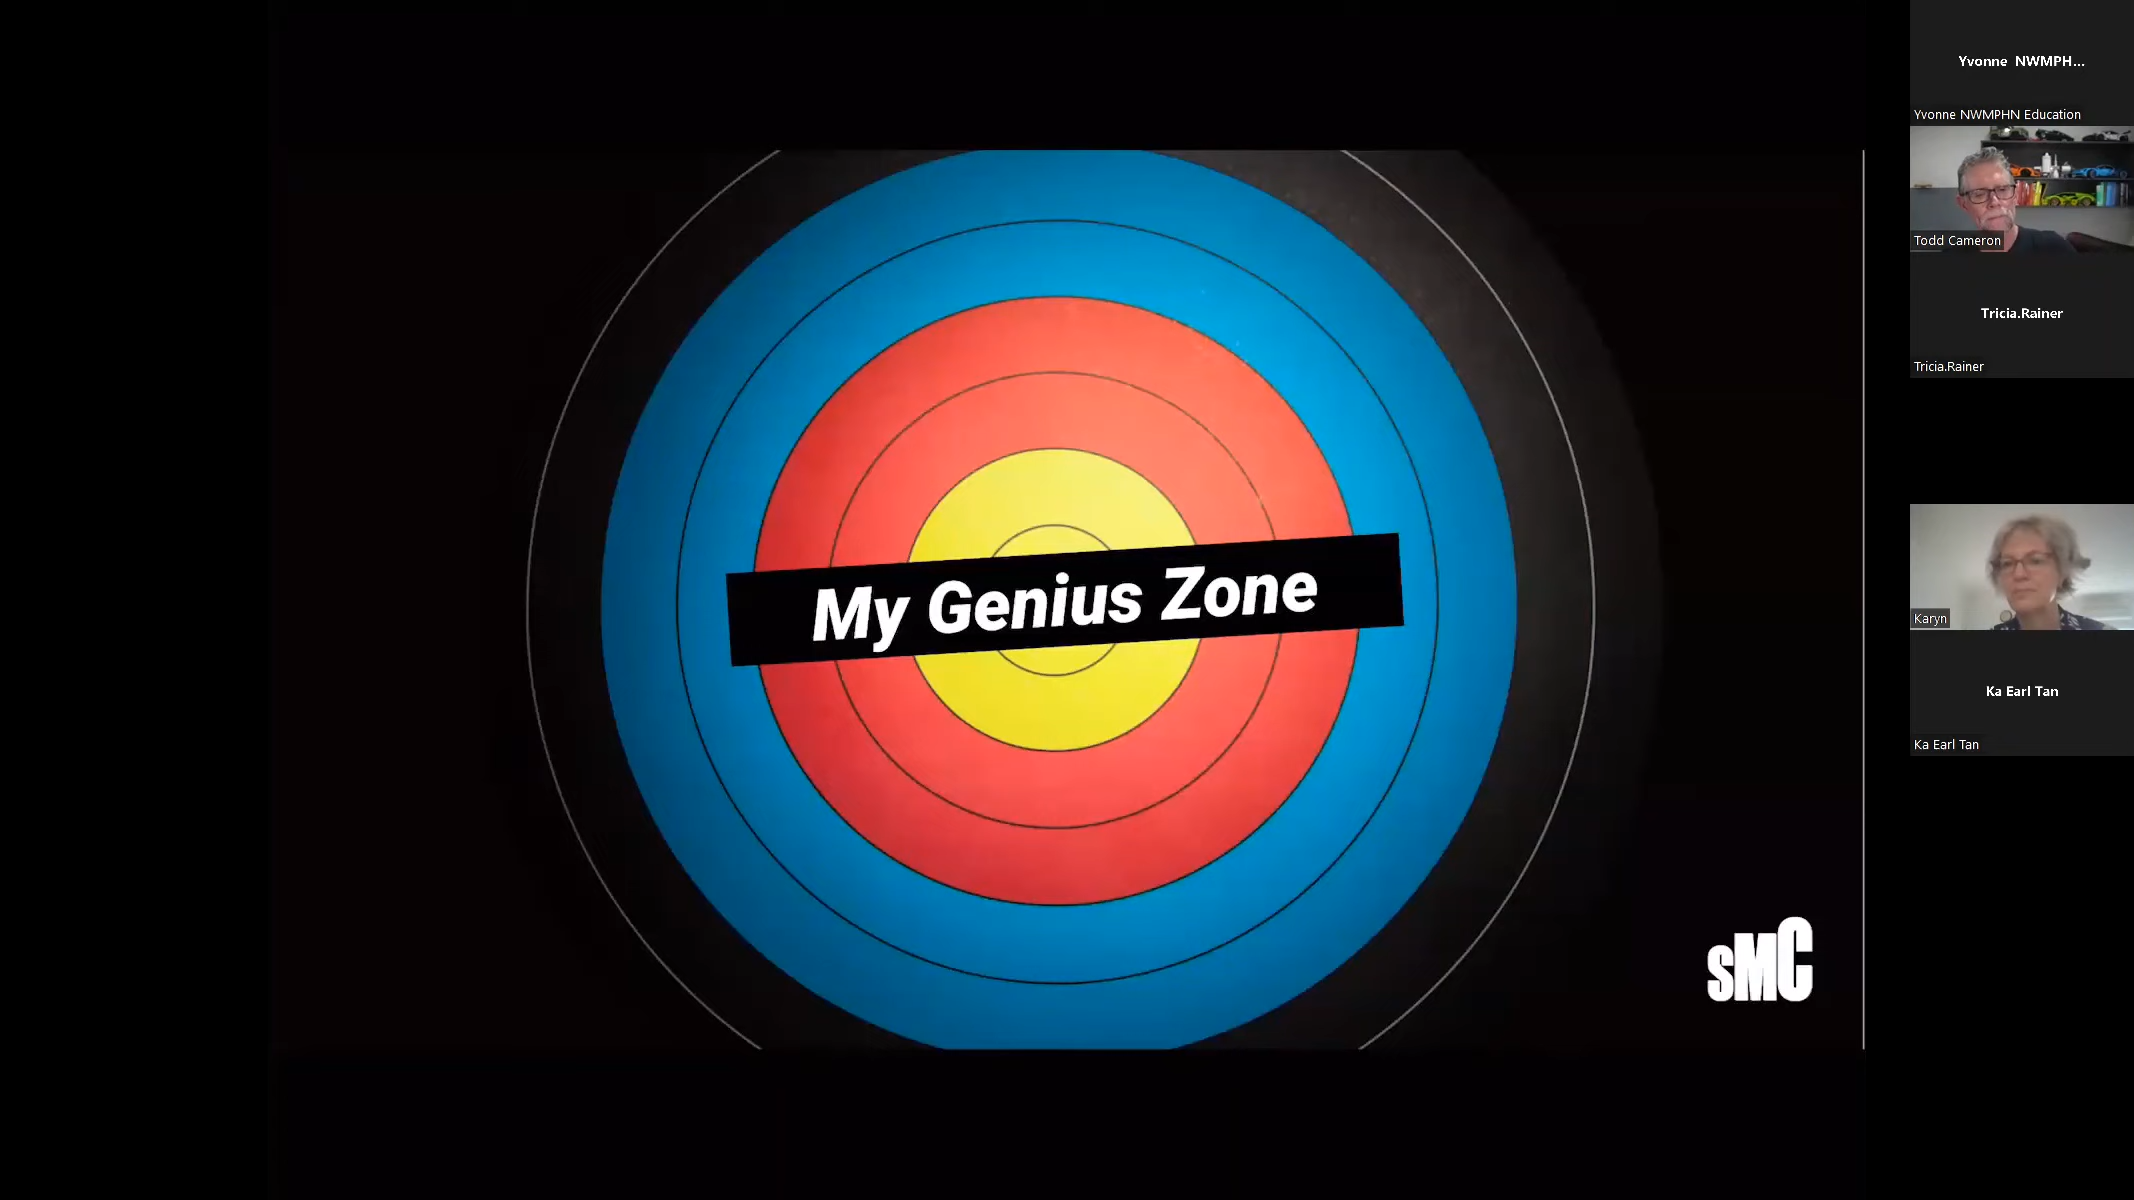 My Genius Zone
SMC
Yvonne NWMPH...
Yvonne NWMPHN Education
Todd Cameron
Tricia.Rainer
Tricia.Rainer
Karyn
Ka Earl Tan
Ka Earl Tan